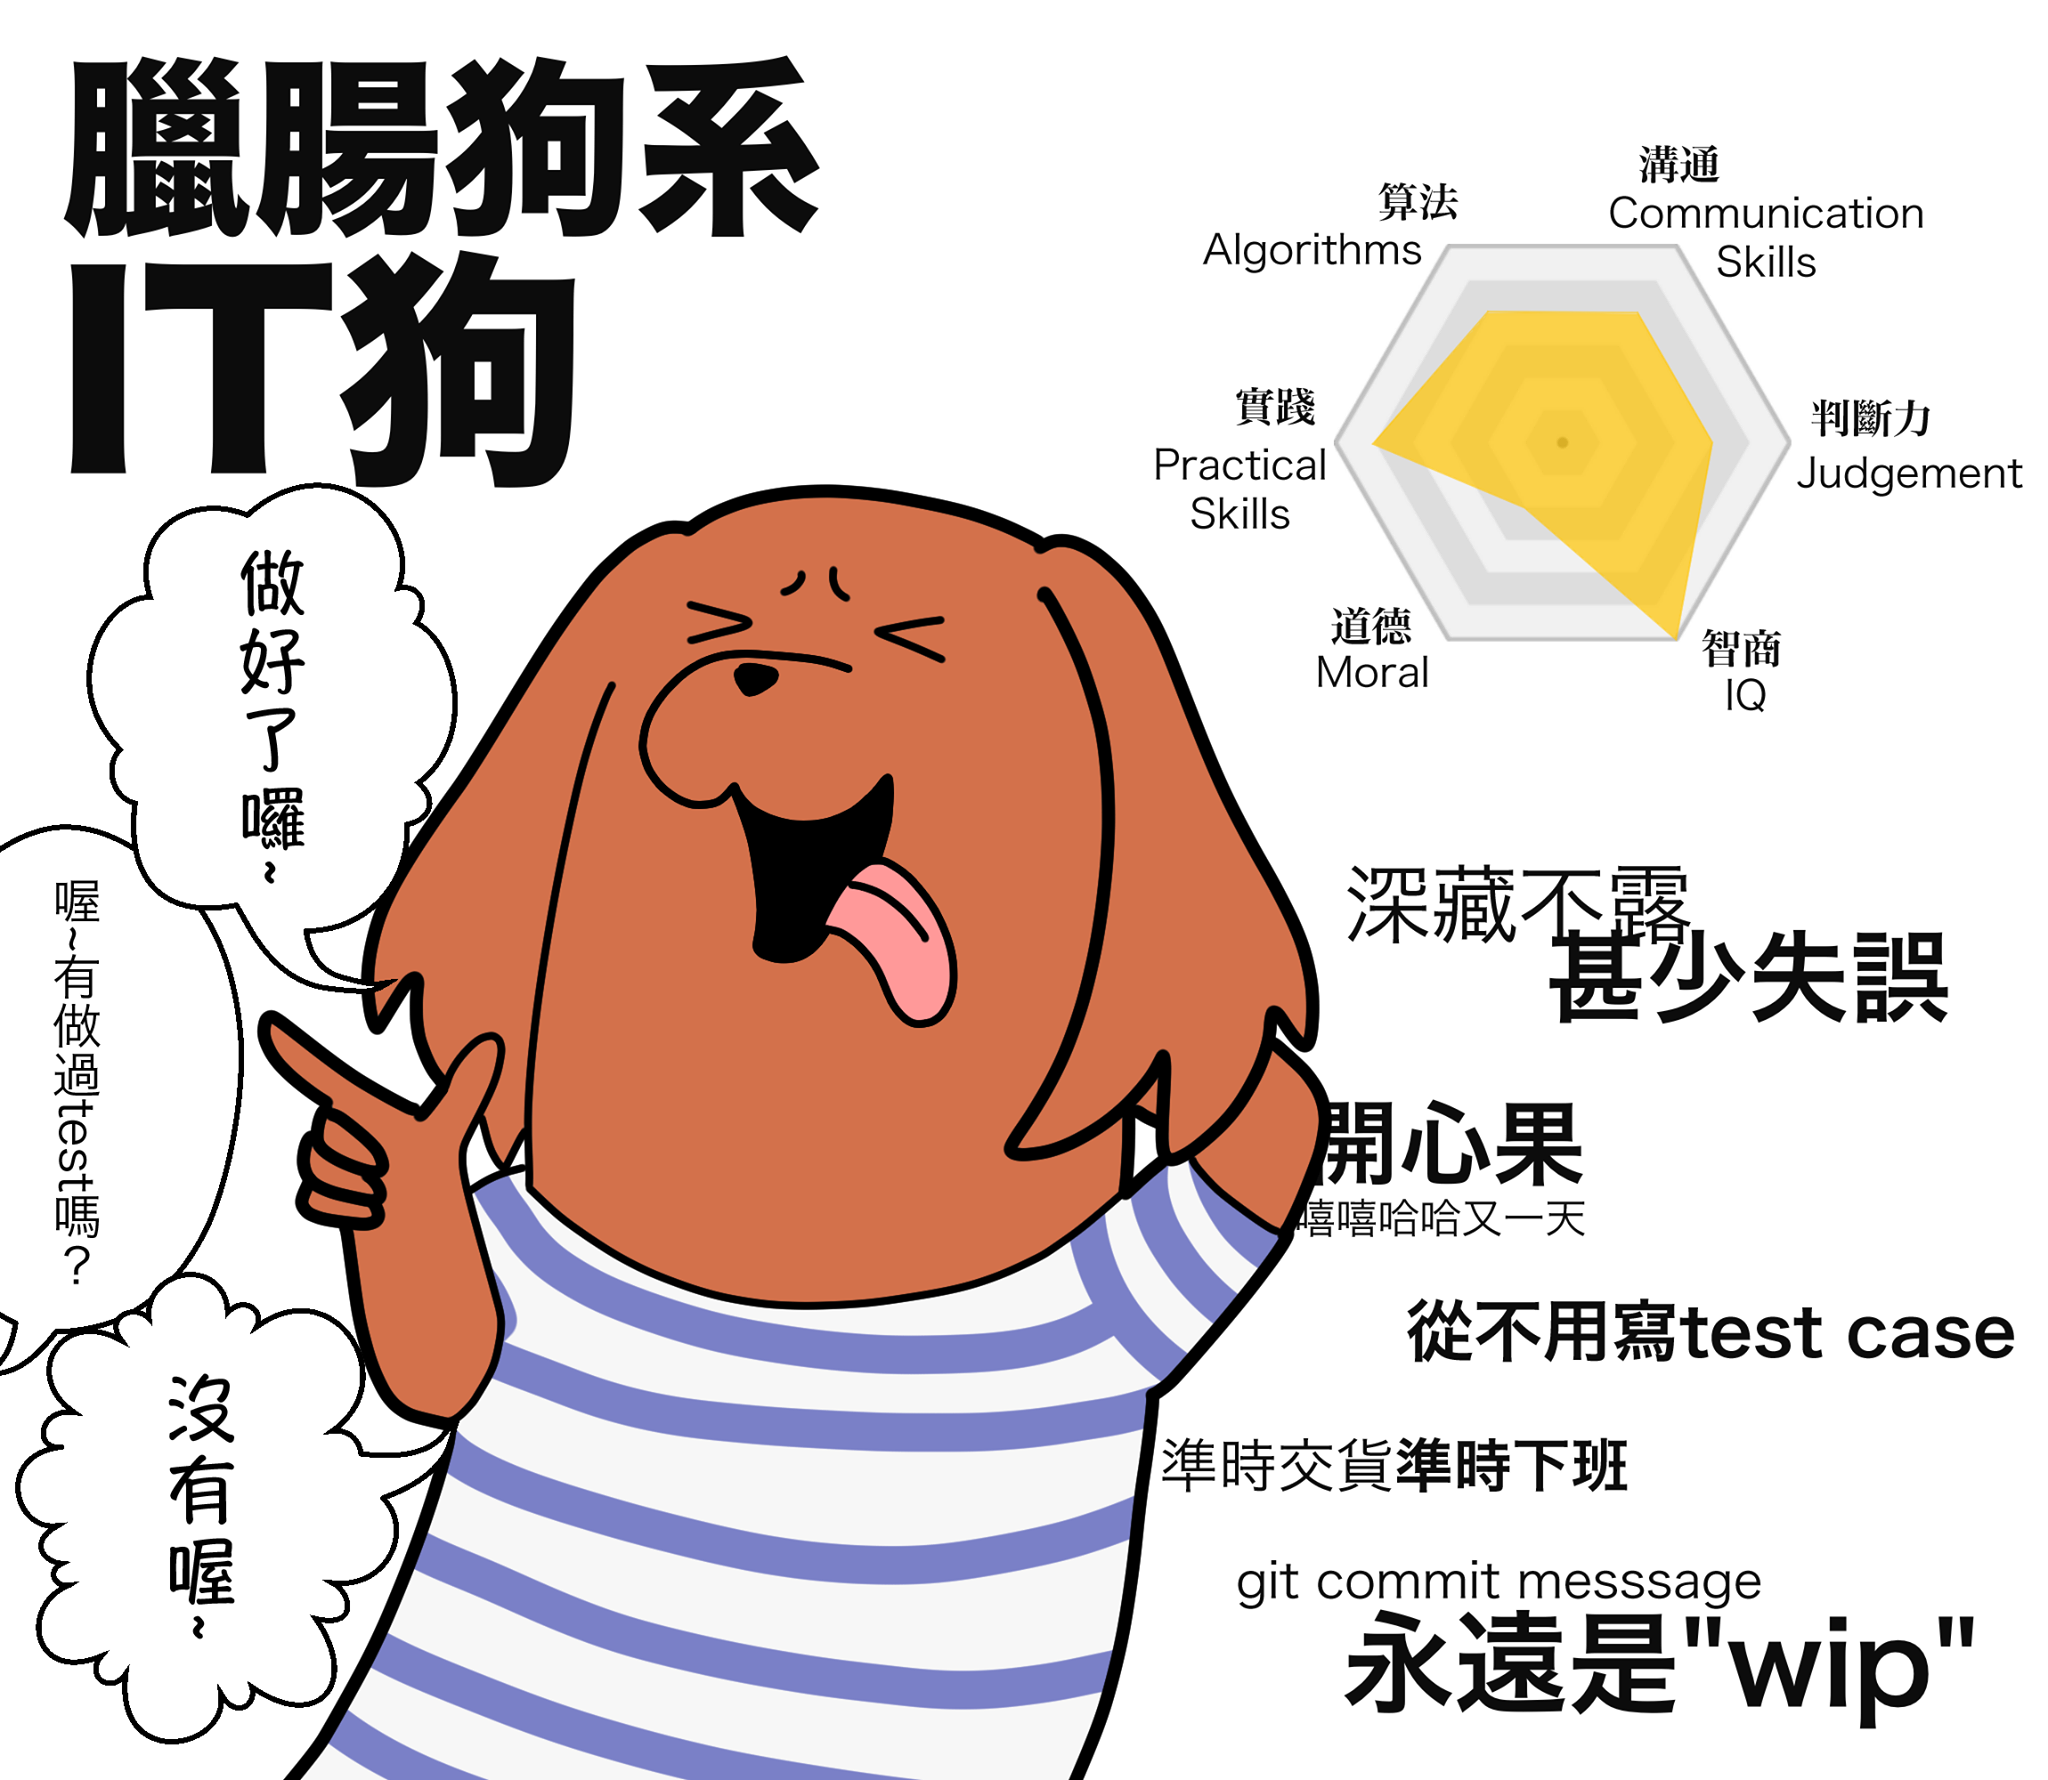 臘腸狗系
IT狗
算法
Algorithms
溝通
Communication
Skills
實踐
Practical
Skills
判斷力
Judgement
道德
Moral
智商
IQ
做好了囉~
喔~有做過test嗎？
沒有喔~
深藏不露
甚少失誤
開心果
嘻嘻哈哈又一天
從不用寫test case
準時交貨準時下班
git commit messsage
永遠是"wip"